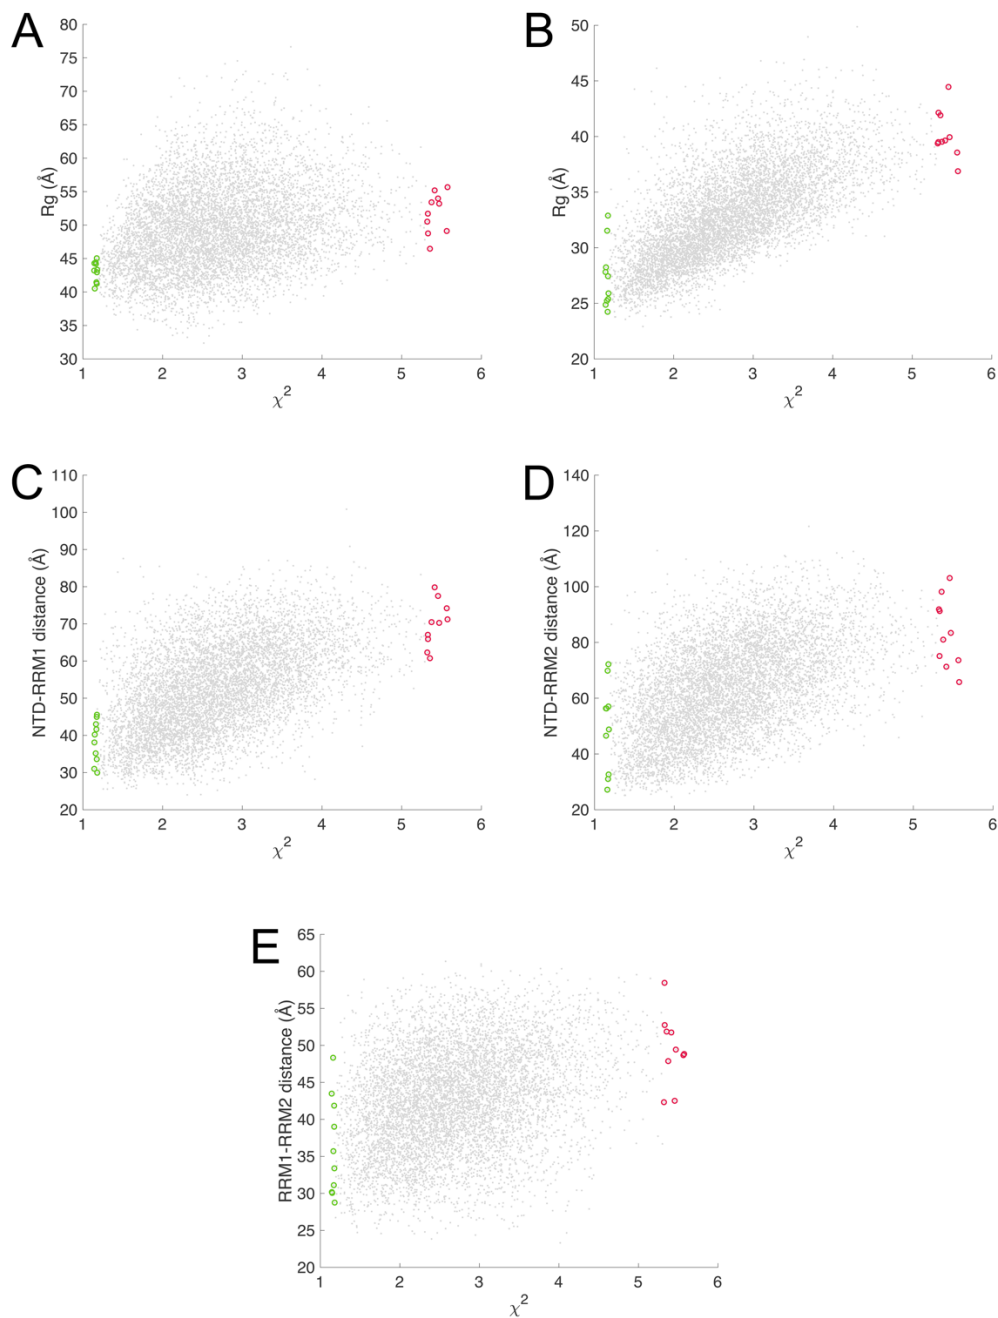 A
80
75
70
65
60
55
50
45
40
35
30
Rg (Å)
1 2 3 4 5 6
χ²
B
50
45
40
35
30
25
20
Rg (Å)
1 2 3 4 5 6
χ²
C
110
100
90
80
70
60
50
40
30
20
NTD-RRM1 distance (Å)
1 2 3 4 5 6
χ²
D
140
120
100
80
60
40
20
NTD-RRM2 distance (Å)
1 2 3 4 5 6
χ²
E
65
60
55
50
45
40
35
30
25
20
RRM1-RRM2 distance (Å)
1 2 3 4 5 6
χ²